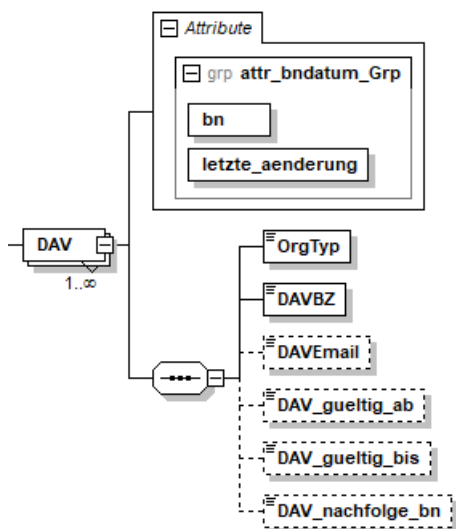 Attribute
grp attr_bndatum_Grp
bn
letzte_aenderung
DAV
1..∞
OrgTyp
DAVBZ
DAVEmail
DAV_gueltig_ab
DAV_gueltig_bis
DAV_nachfolge_bn